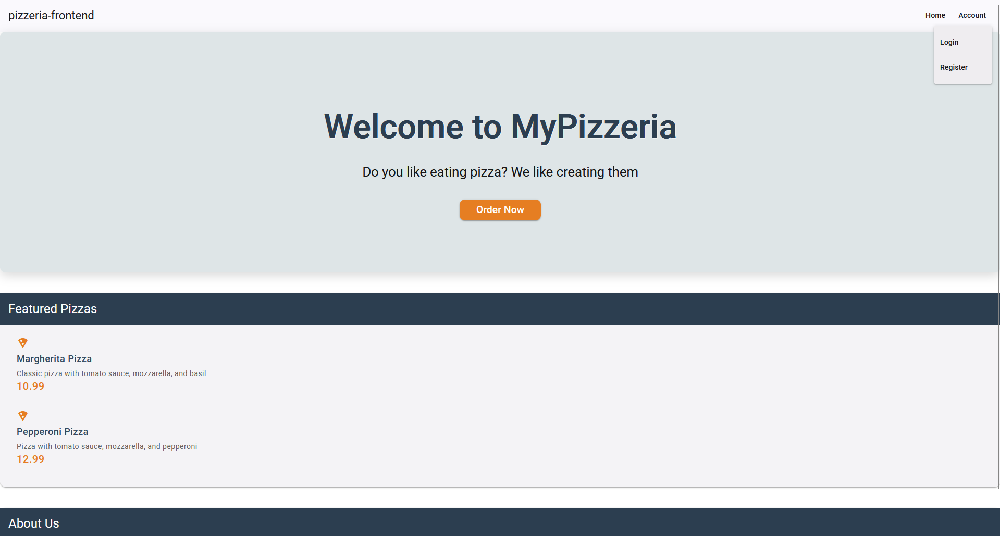 pizzeria-frontend
Home Account
Login
Register
Welcome to MyPizzeria
Do you like eating pizza? We like creating them
Order Now
Featured Pizzas
Margherita Pizza
Classic pizza with tomato sauce, mozzarella, and basil
10.99
Pepperoni Pizza
Pizza with tomato sauce, mozzarella, and pepperoni
12.99
About Us